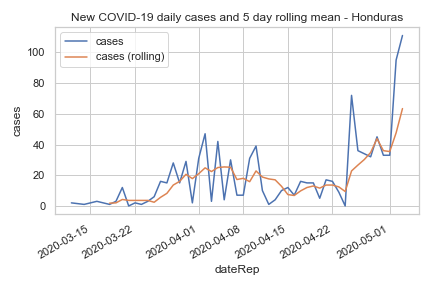 New COVID-19 daily cases and 5 day rolling mean - Honduras
cases
cases (rolling)
100
80
60
40
20
0
cases
2020-03-15
2020-03-22
2020-04-01
2020-04-08
2020-04-15
2020-04-22
2020-05-01
dateRep